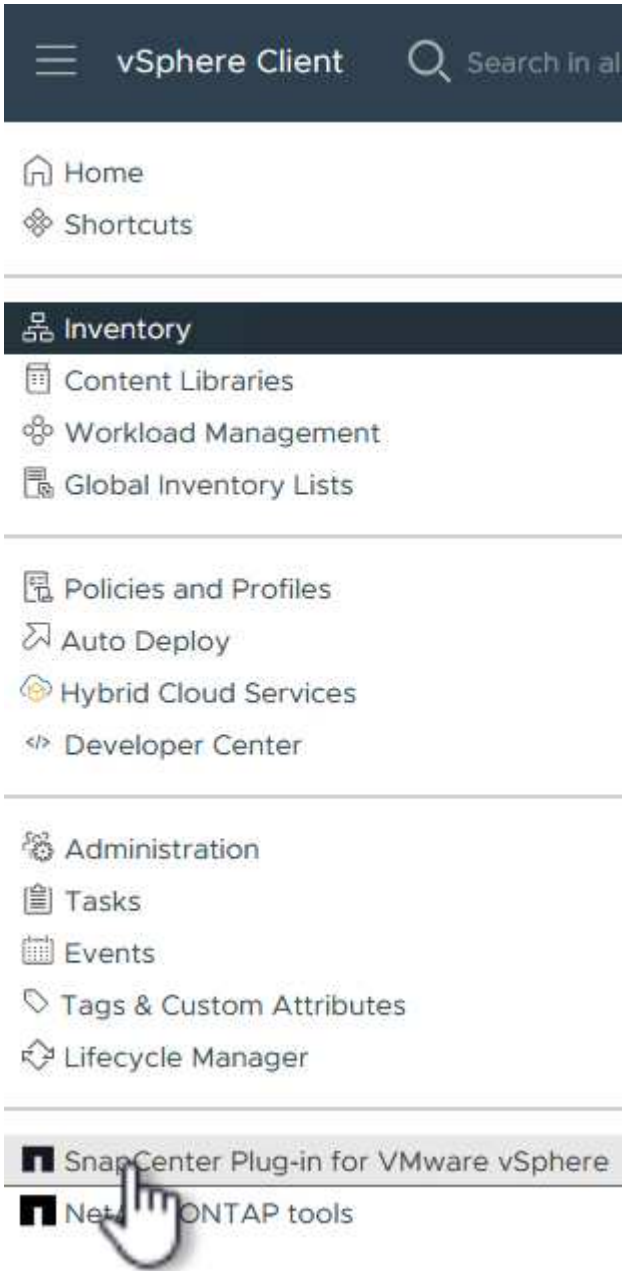 vSphere Client
Search in al
Home
Shortcuts
Inventory
Content Libraries
Workload Management
Global Inventory Lists
Policies and Profiles
Auto Deploy
Hybrid Cloud Services
Developer Center
Administration
Tasks
Events
Tags & Custom Attributes
Lifecycle Manager
SnapCenter Plug-in for VMware vSphere
NetApp ONTAP tools